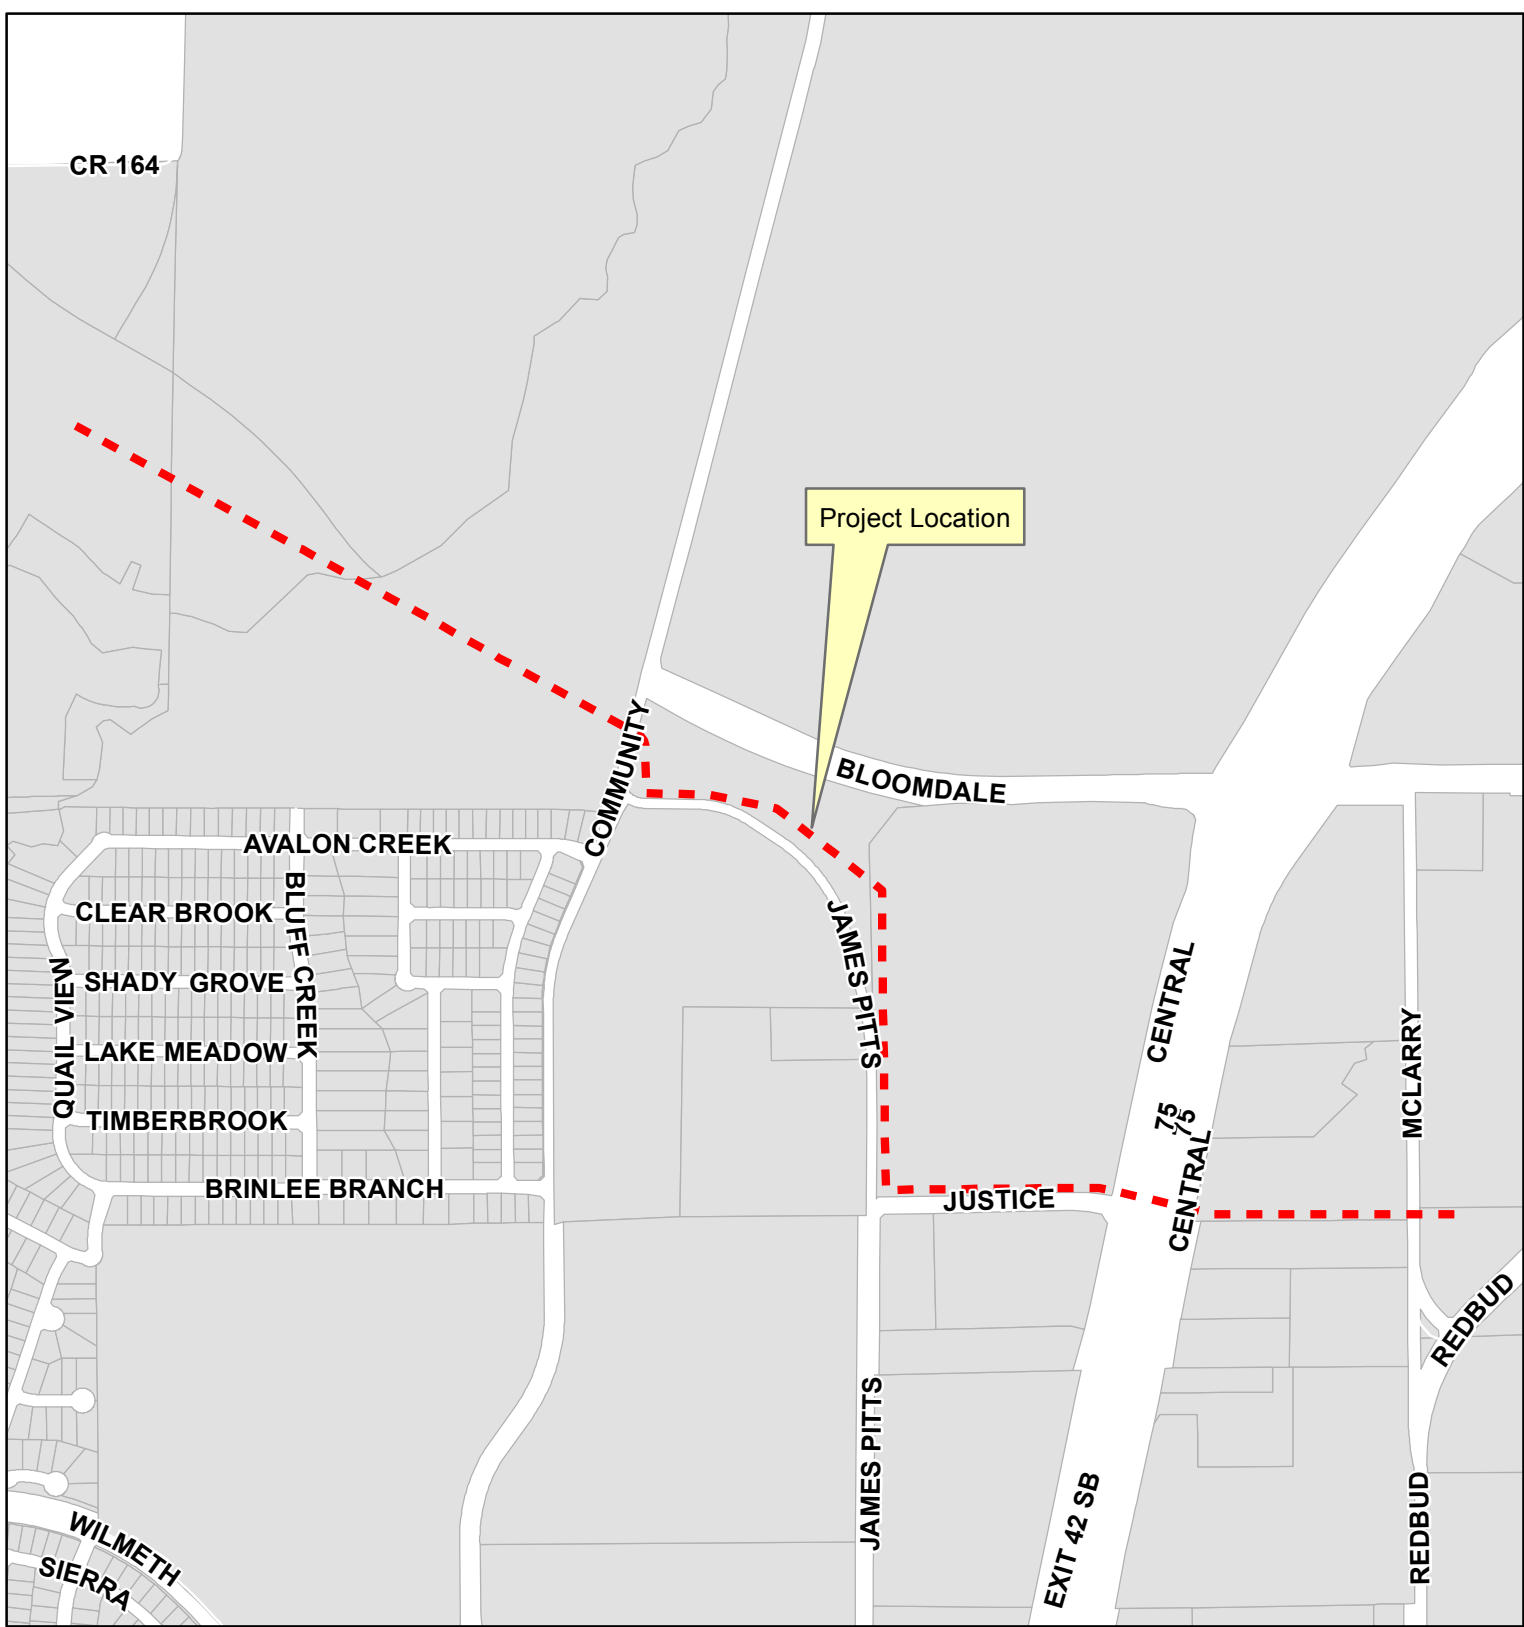 CR 164
Project Location
COMMUNITY
BLOOMDALE
AVALON CREEK
BLUFF CREEK
CLEAR BROOK
JAMES PITTS
QUAIL VIEW
SHADY GROVE
CENTRAL
LAKE MEADOW
MCLARRY
75
75
TIMBERBROOK
CENTRAL
BRINLEE BRANCH
JUSTICE
REDBUD
JAMES PITTS
EXIT 42 SB
REDBUD
WILMETH
SIERRA